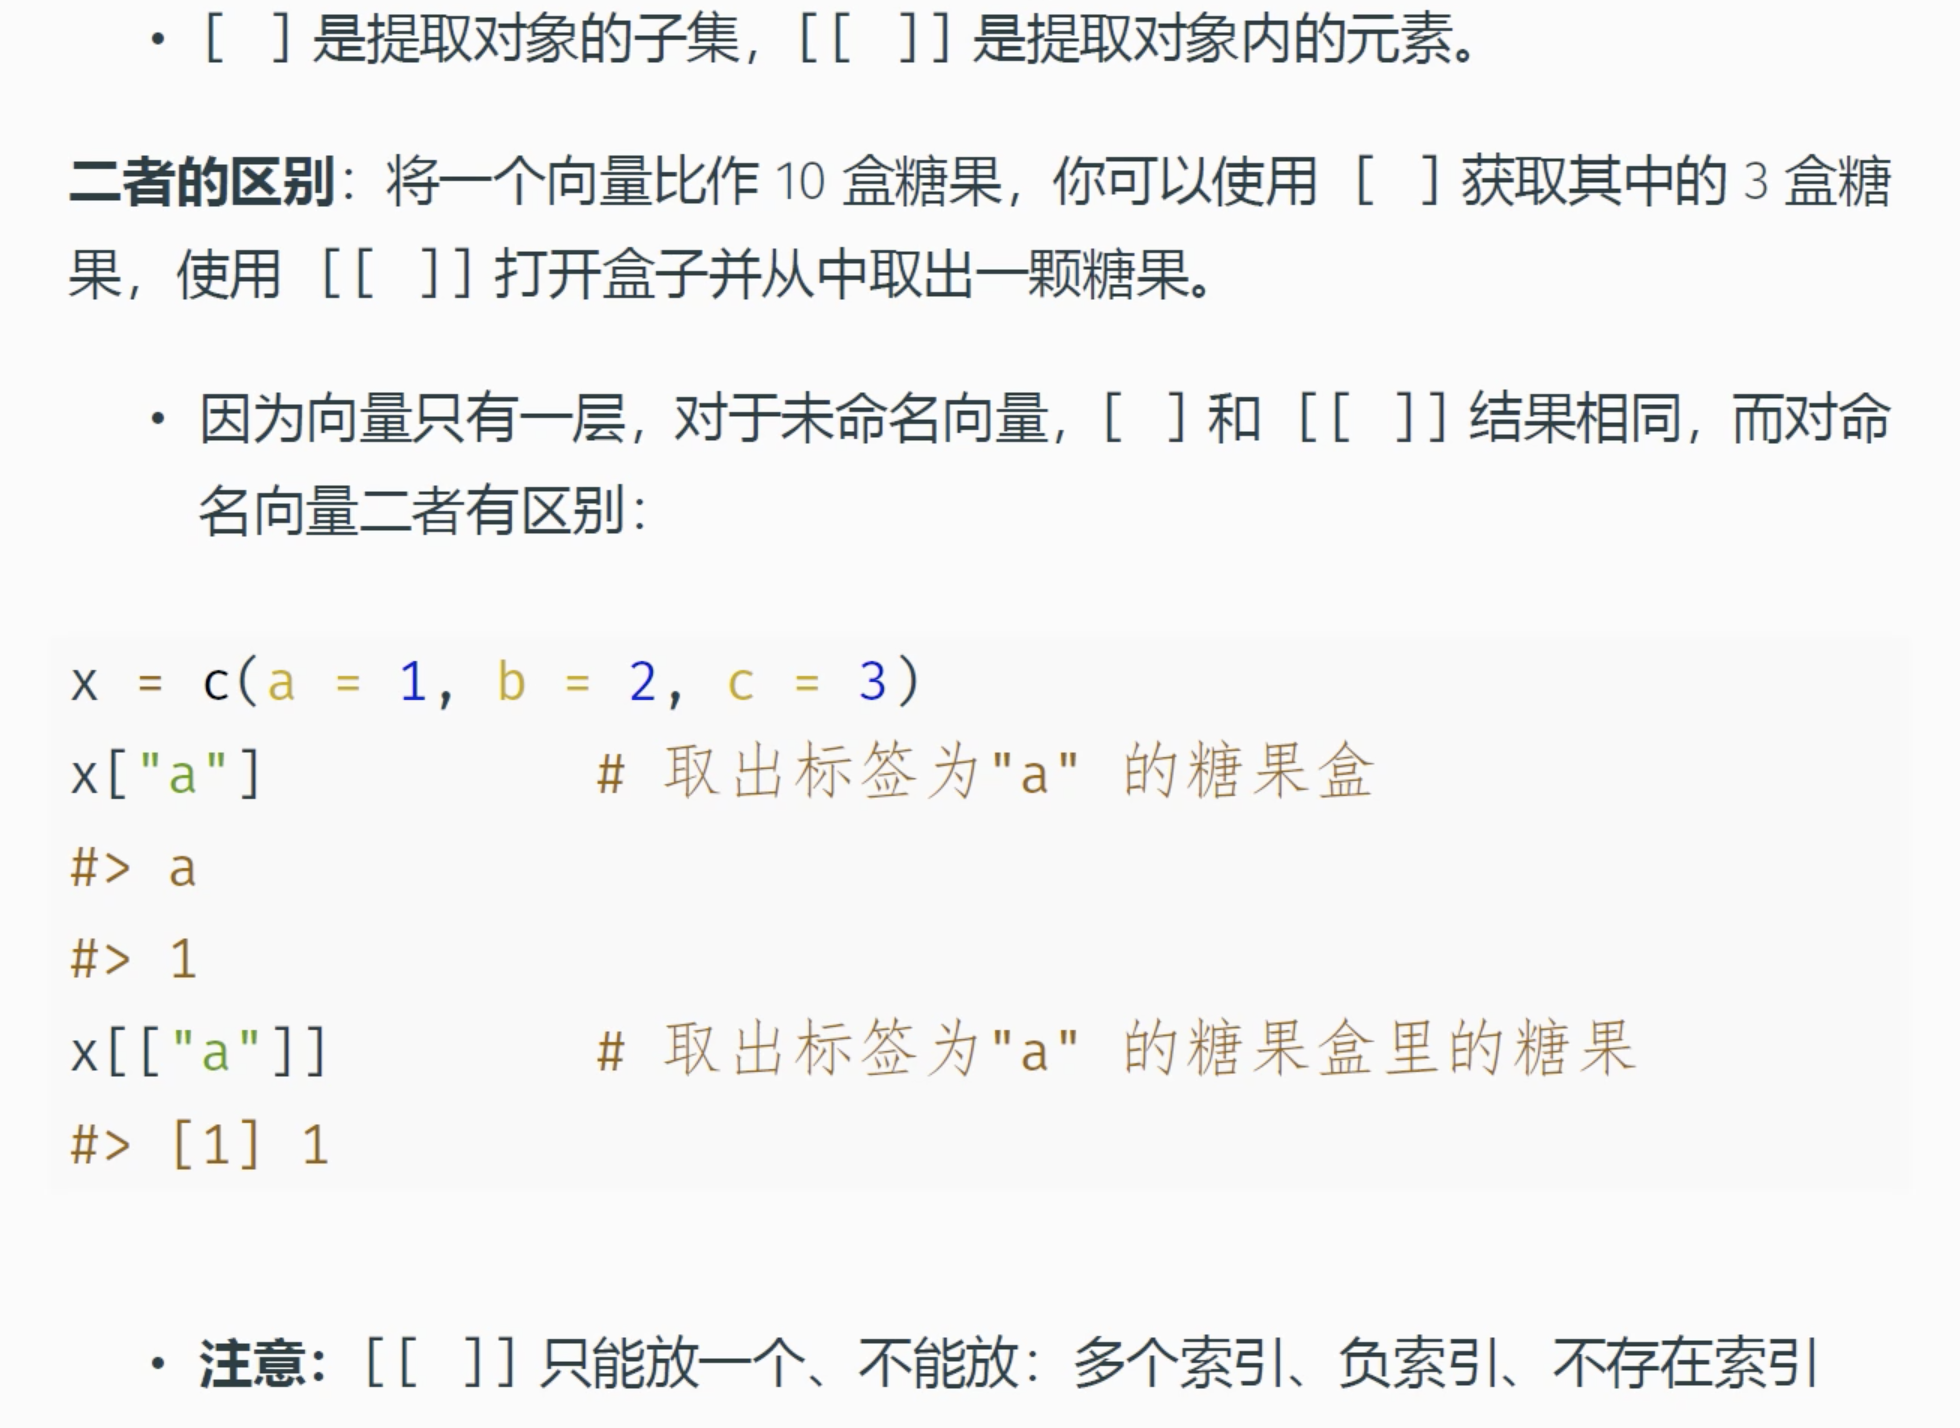 • [ ] 是提取对象的子集，[[ ]] 是提取对象内的元素。
二者的区别：将一个向量比作 10 盒糖果，你可以使用 [ ] 获取其中的 3 盒糖
果，使用 [[ ]] 打开盒子并从中取出一颗糖果。
• 因为向量只有一层，对于未命名向量，[ ] 和 [[ ]] 结果相同，而对命
名向量二者有区别：
x = c(a = 1, b = 2, c = 3)
x["a"] # 取出标签为"a" 的糖果盒
#> a
#> 1
x[["a"]] # 取出标签为"a" 的糖果盒里的糖果
#> [1] 1
• 注意：[[ ]] 只能放一个、不能放：多个索引、负索引、不存在索引